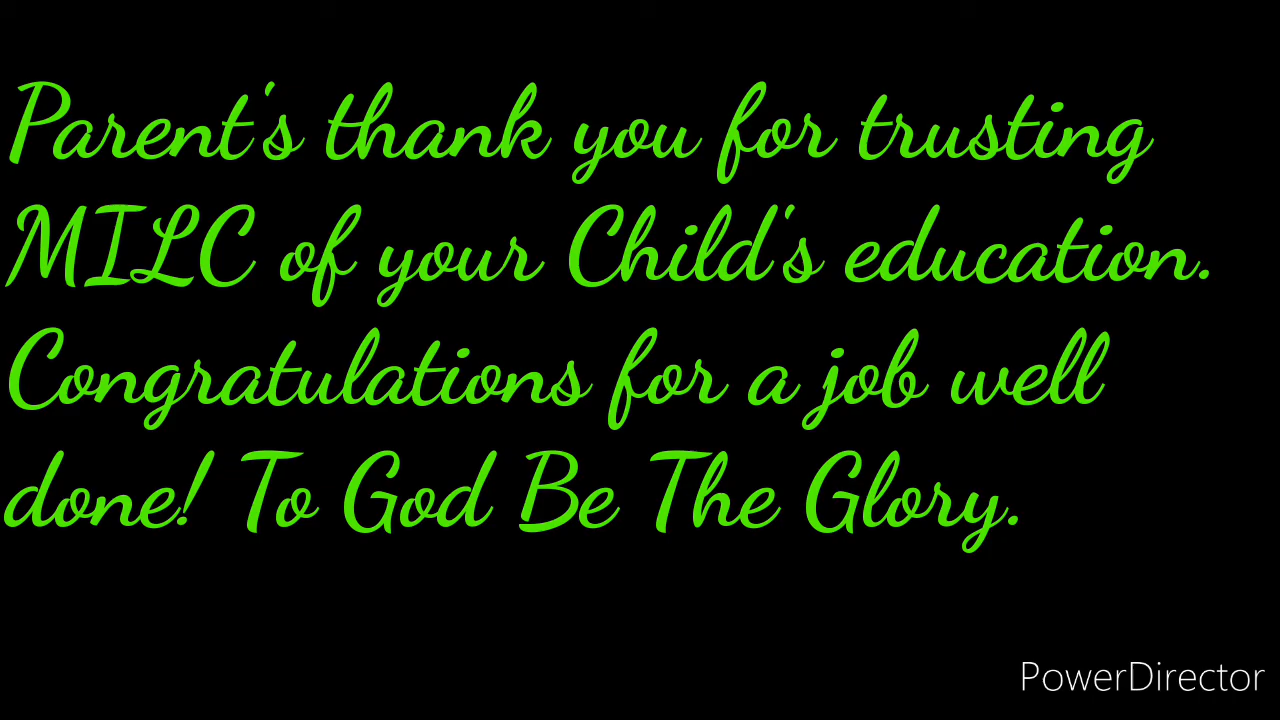 Parent's thank you for trusting
MILC of your Child's education.
Congratulations for a job well
done! To God Be The Glory.
PowerDirector